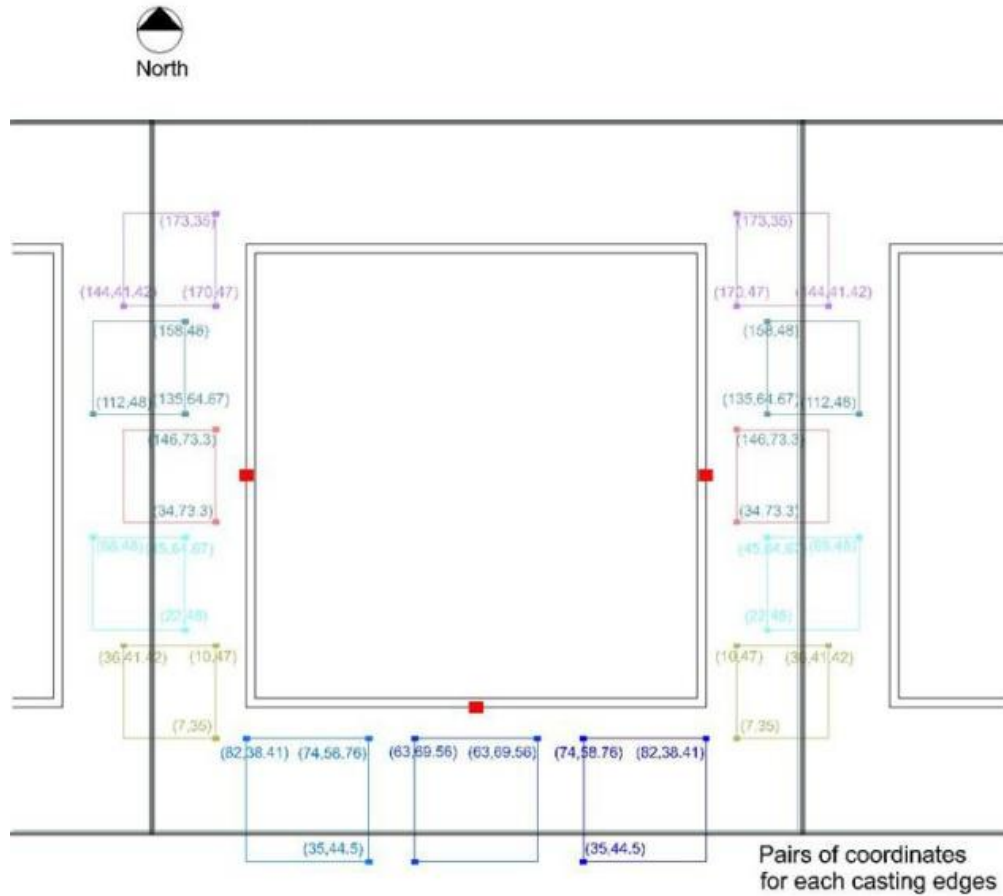 North
(173,35) (173,35)
(144,41.42) (170,47) (170,47) (144,41.42)
(158,48) (158,48)
(112,48) (135,64.67) (135,64.67) (112,48)
(146,73.3) (146,73.3)
(34,73.3) (34,73.3)
(68,48) (45,64.67) (45,64.67) (68,48)
(22,48) (22,48)
(36,41.42) (10,47) (10,47) (36,41.42)
(7,35) (7,35)
(82,38.41) (74,58.76) (63,69.56) (63,69.56) (74,58.76) (82,38.41)
(35,44.5) (35,44.5)
Pairs of coordinates
for each casting edges